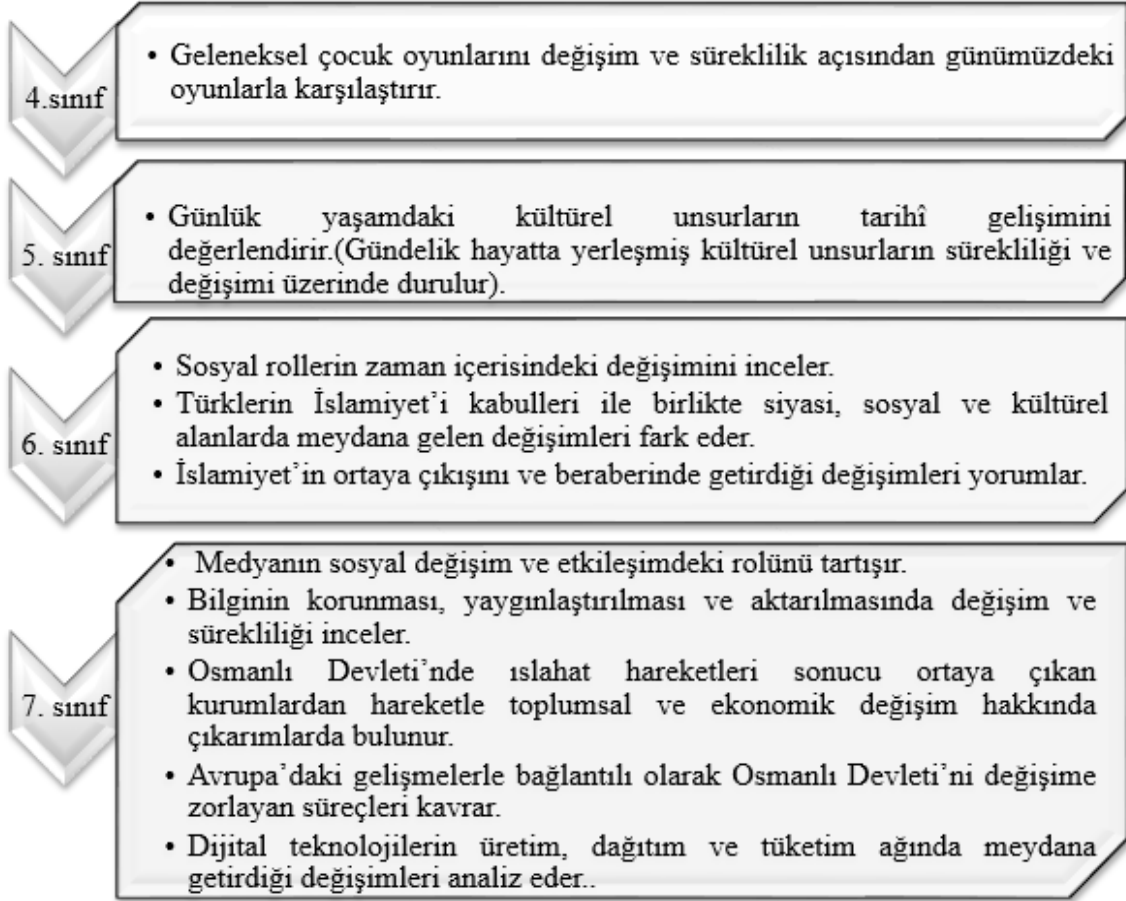 4.sınıf
• Geleneksel çocuk oyunlarını değişim ve süreklilik açısından günümüzdeki
oyunlarla karşılaştırır.
5. sınıf
• Günlük yaşamdaki kültürel unsurların tarihî gelişimini
değerlendirir.(Gündelik hayatta yerleşmiş kültürel unsurların sürekliliği ve
değişimi üzerinde durulur).
6. sınıf
• Sosyal rollerin zaman içerisindeki değişimini inceler.
• Türklerin İslamiyet’i kabulleri ile birlikte siyasi, sosyal ve kültürel
alanlarda meydana gelen değişimleri fark eder.
• İslamiyet’in ortaya çıkışını ve beraberinde getirdiği değişimleri yorumlar.
7. sınıf
• Medyanın sosyal değişim ve etkileşimdeki rolünü tartışır.
• Bilginin korunması, yaygınlaştırılması ve aktarılmasında değişim ve
sürekliliği inceler.
• Osmanlı Devleti’nde ıslahat hareketleri sonucu ortaya çıkan
kurumlardan hareketle toplumsal ve ekonomik değişim hakkında
çıkarımlarda bulunur.
• Avrupa’daki gelişmelerle bağlantılı olarak Osmanlı Devleti’ni değişime
zorlayan süreçleri kavrar.
• Dijital teknolojilerin üretim, dağıtım ve tüketim ağında meydana
getirdiği değişimleri analiz eder..